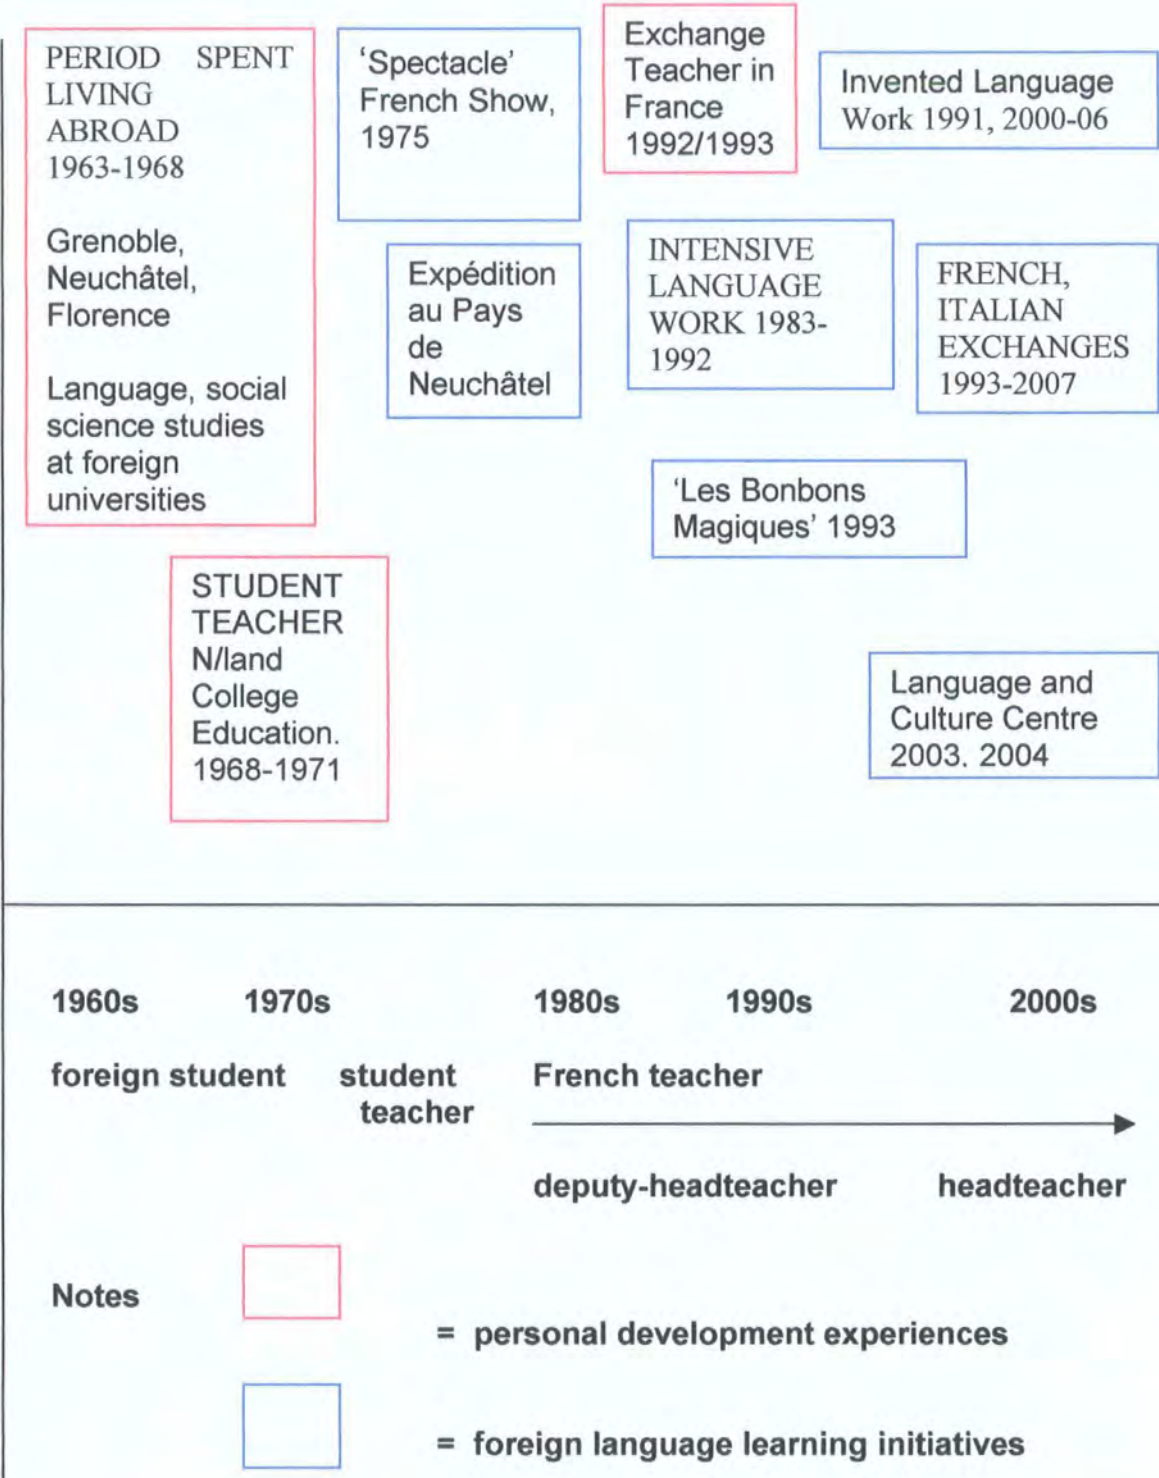 PERIOD SPENT
LIVING
ABROAD
1963-1968
Grenoble,
Neuchâtel,
Florence
Language, social
science studies
at foreign
universities
‘Spectacle’
French Show,
1975
Exchange
Teacher in
France
1992/1993
Invented Language
Work 1991, 2000-06
Expédition
au Pays
de
Neuchâtel
INTENSIVE
LANGUAGE
WORK 1983-
1992
FRENCH,
ITALIAN
EXCHANGES
1993-2007
‘Les Bonbons
Magiques’ 1993
STUDENT
TEACHER
N/land
College
Education.
1968-1971
Language and
Culture Centre
2003. 2004
1960s 1970s 1980s 1990s 2000s
foreign student student French teacher
teacher
deputy-headteacher headteacher
Notes
= personal development experiences
= foreign language learning initiatives